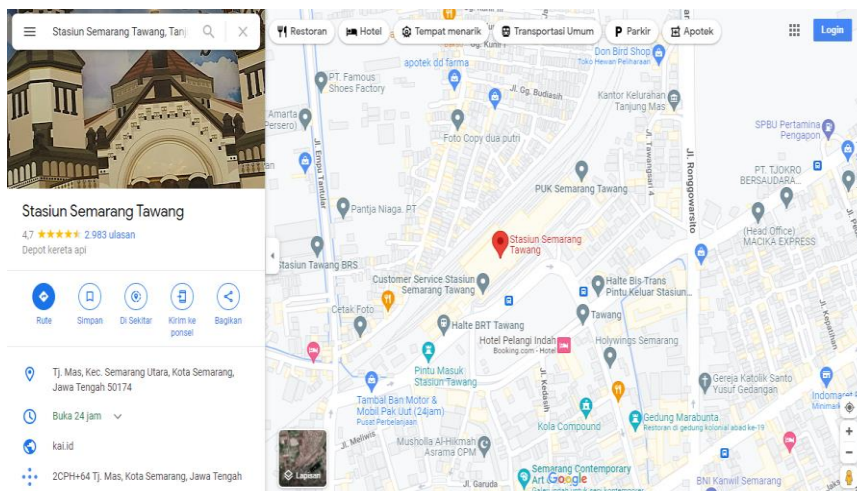 Stasiun Semarang Tawang, Tanj
Restoran
Hotel
Tempat menarik
Transportasi Umum
Parkir
Apotek
Login
Stasiun Semarang Tawang
4,7 2.983 ulasan
Depot kereta api
Rute
Simpan
Di Sekitar
Kirim ke
ponsel
Bagikan
Tj. Mas, Kec. Semarang Utara, Kota Semarang,
Jawa Tengah 50174
Buka 24 jam
kai.id
2CPH+64 Tj. Mas, Kota Semarang, Jawa Tengah
apotek dd farma
Jl. Gg. Budiasih
Don Bird Shop
Toko Hewan Peliharaan
PT. Famous
Shoes Factory
Kantor Kelurahan
Tanjung Mas
Amarta
Persero)
Jl. Empu Tantular
Foto Copy dua putri
Jl. Tawangsari 4
Jl. Ronggowarsito
SPBU Pertamina
Pengapon
PT. TJOKRO
BERSAUDARA...
PUK Semarang Tawang
Pantja Niaga. PT
(Head Office)
MACIKA EXPRESS
Stasiun Semarang
Tawang
Stasiun Tawang BRS
Customer Service Stasiun
Semarang Tawang
Halte Bis Trans
Pintu Keluar Stasiun...
Cetak Foto
Halte BRT Tawang
Tawang
Jl. Kepatihan
Hotel Pelangi Indah
Booking.com - Hotel
Holywings Semarang
Pintu Masuk
Stasiun Tawang
Jl. Kedasih
Gereja Katolik Santo
Yusuf Gedangan
Tambal Ban Motor &
Mobil Pak Uut (24jam)
Pusat Perbelanjaan
Indomaret
Minimark
Kola Compound
Gedung Marabunta
Restoran di gedung kolonial abad ke-19
Jl. Meliwis
Musholla Al-Hikmah
Asrama CPM
Lapisan
Semarang Contemporary
Art
Google
Jl. Garuda
BNI Kanwil Semarang